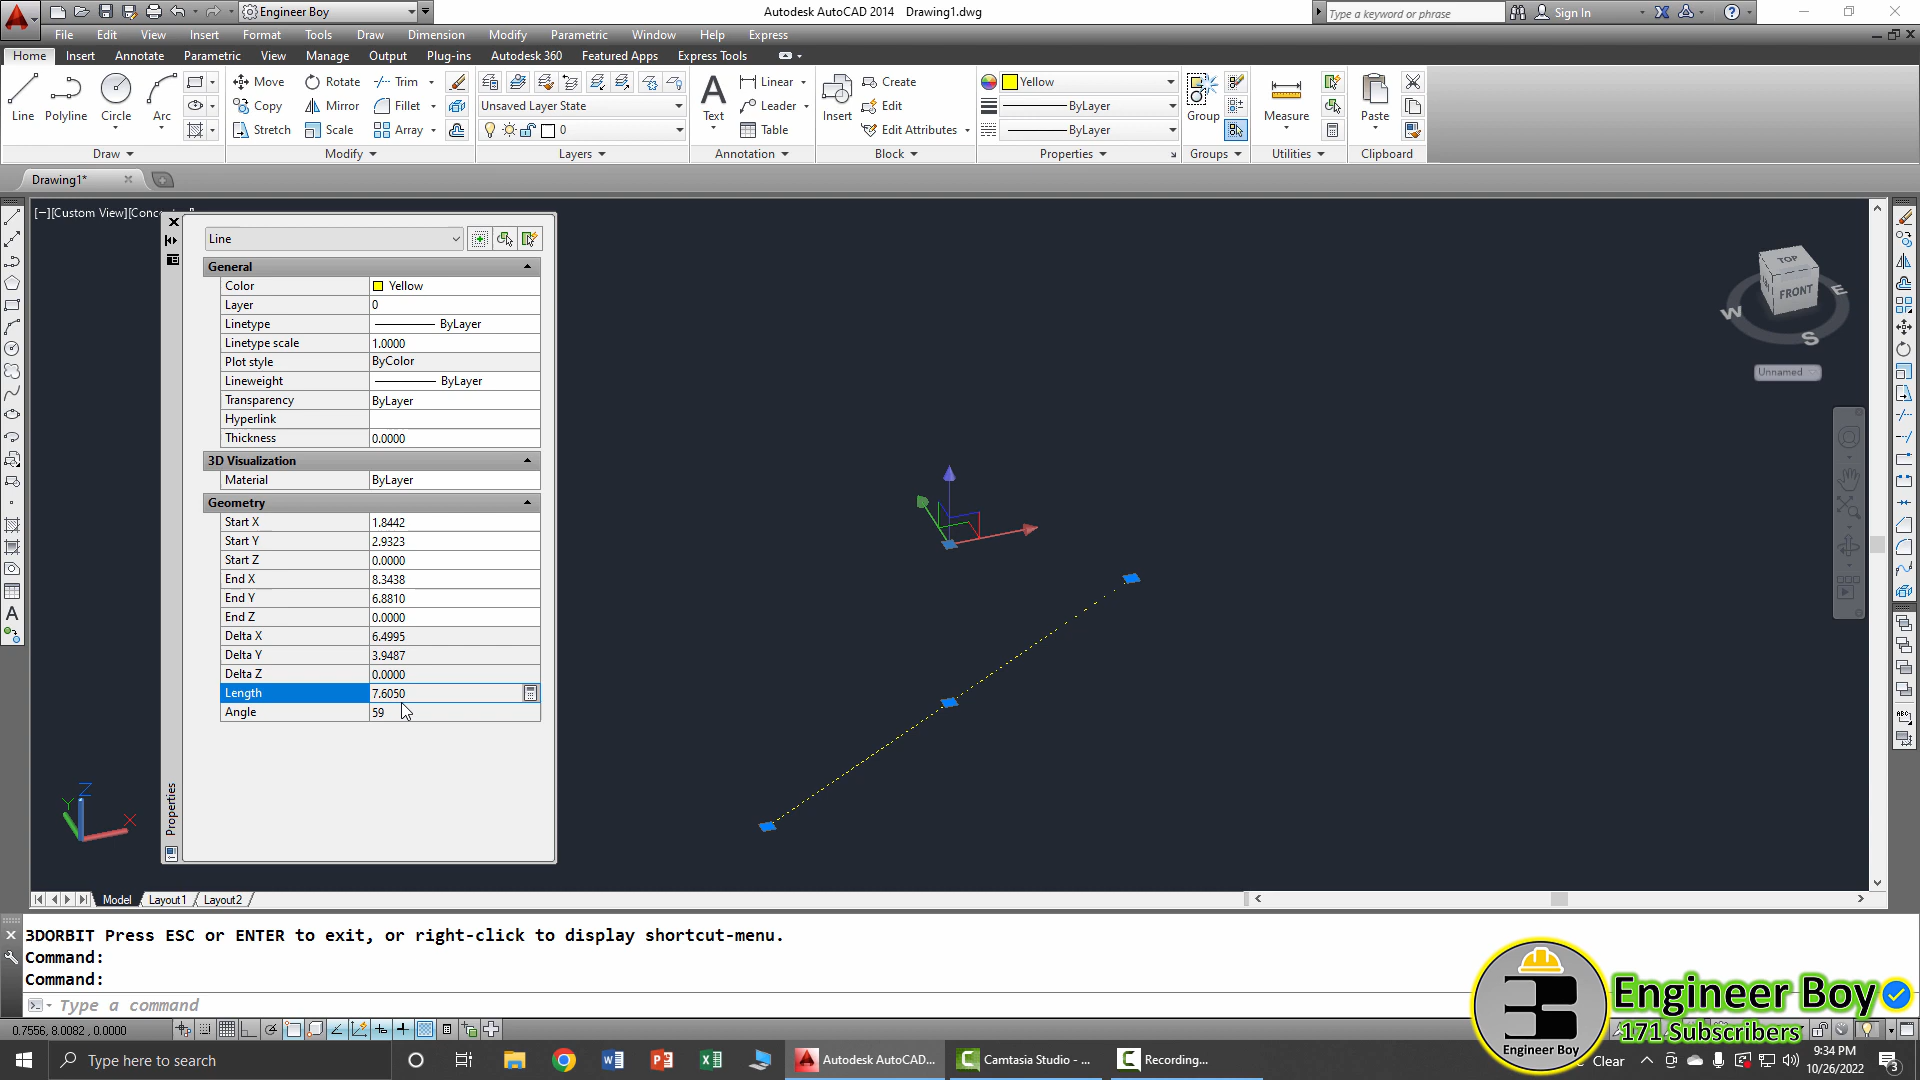 Engineer Boy
Autodesk AutoCAD 2014 Drawing1.dwg
Type a keyword or phrase
Sign In
File Edit View Insert Format Tools Draw Dimension Modify Parametric Window Help Express
Home Insert Annotate Parametric View Manage Output Plug-ins Autodesk 360 Featured Apps Express Tools
Line
Polyline
Circle
Arc
Draw
Move
Rotate
Trim
Copy
Mirror
Fillet
Stretch
Scale
Array
Modify
Unsaved Layer State
0
Layers
Text
Linear
Leader
Table
Annotation
Insert
Create
Edit
Edit Attributes
Block
Yellow
ByLayer
ByLayer
Properties
Group
Groups
Measure
Utilities
Paste
Clipboard
Drawing1*
[−][Custom View][Conce
Line
General
Color Yellow
Layer 0
Linetype ByLayer
Linetype scale 1.0000
Plot style ByColor
Lineweight ByLayer
Transparency ByLayer
Hyperlink
Thickness 0.0000
3D Visualization
Material ByLayer
Geometry
Start X 1.8442
Start Y 2.9323
Start Z 0.0000
End X 8.3438
End Y 6.8810
End Z 0.0000
Delta X 6.4995
Delta Y 3.9487
Delta Z 0.0000
Length 7.6050
Angle 59
Properties
TOP
FRONT
W
E
S
Unnamed
Z
Y
X
Model Layout1 Layout2
3DORBIT Press ESC or ENTER to exit, or right-click to display shortcut-menu.
Command:
Command:
Type a command
0.7556, 8.0082, 0.0000
Engineer Boy
Engineer Boy
171 Subscribers
Type here to search
Autodesk AutoCAD...
Camtasia Studio - ...
Recording...
Clear
9:34 PM
10/26/2022
3